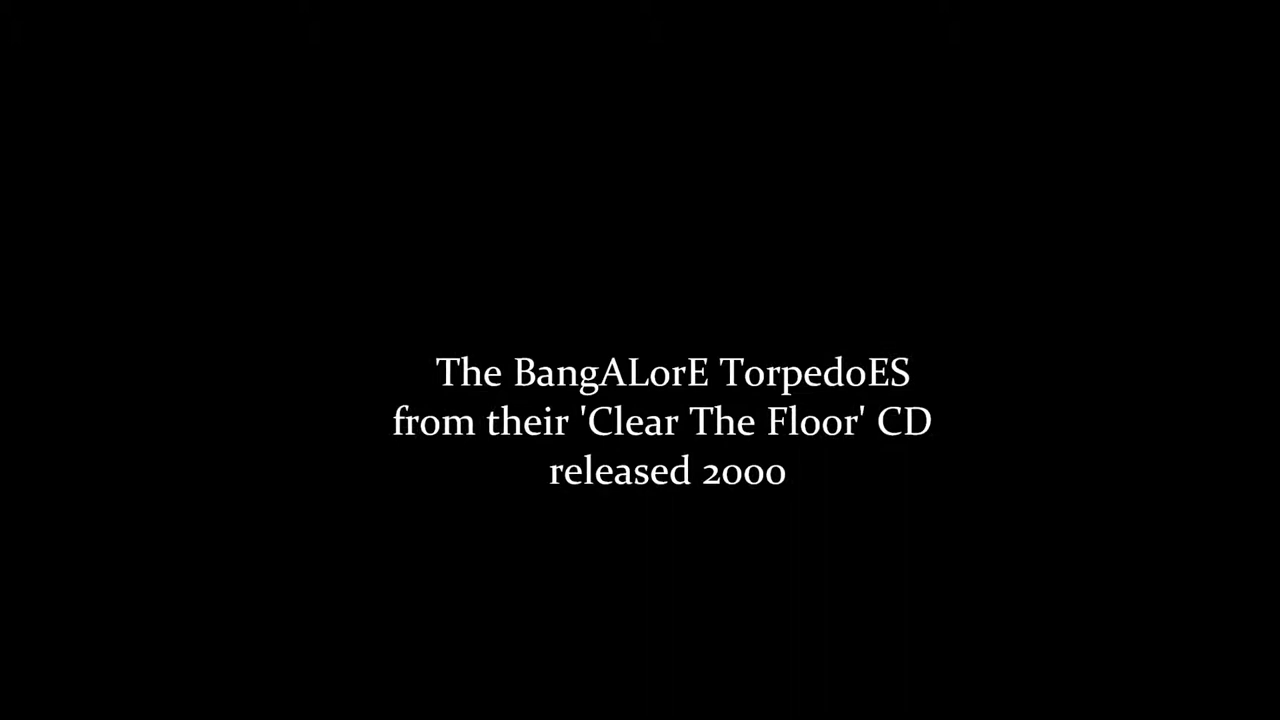 The BangALorE TorpedoES
from their 'Clear The Floor' CD
released 2000